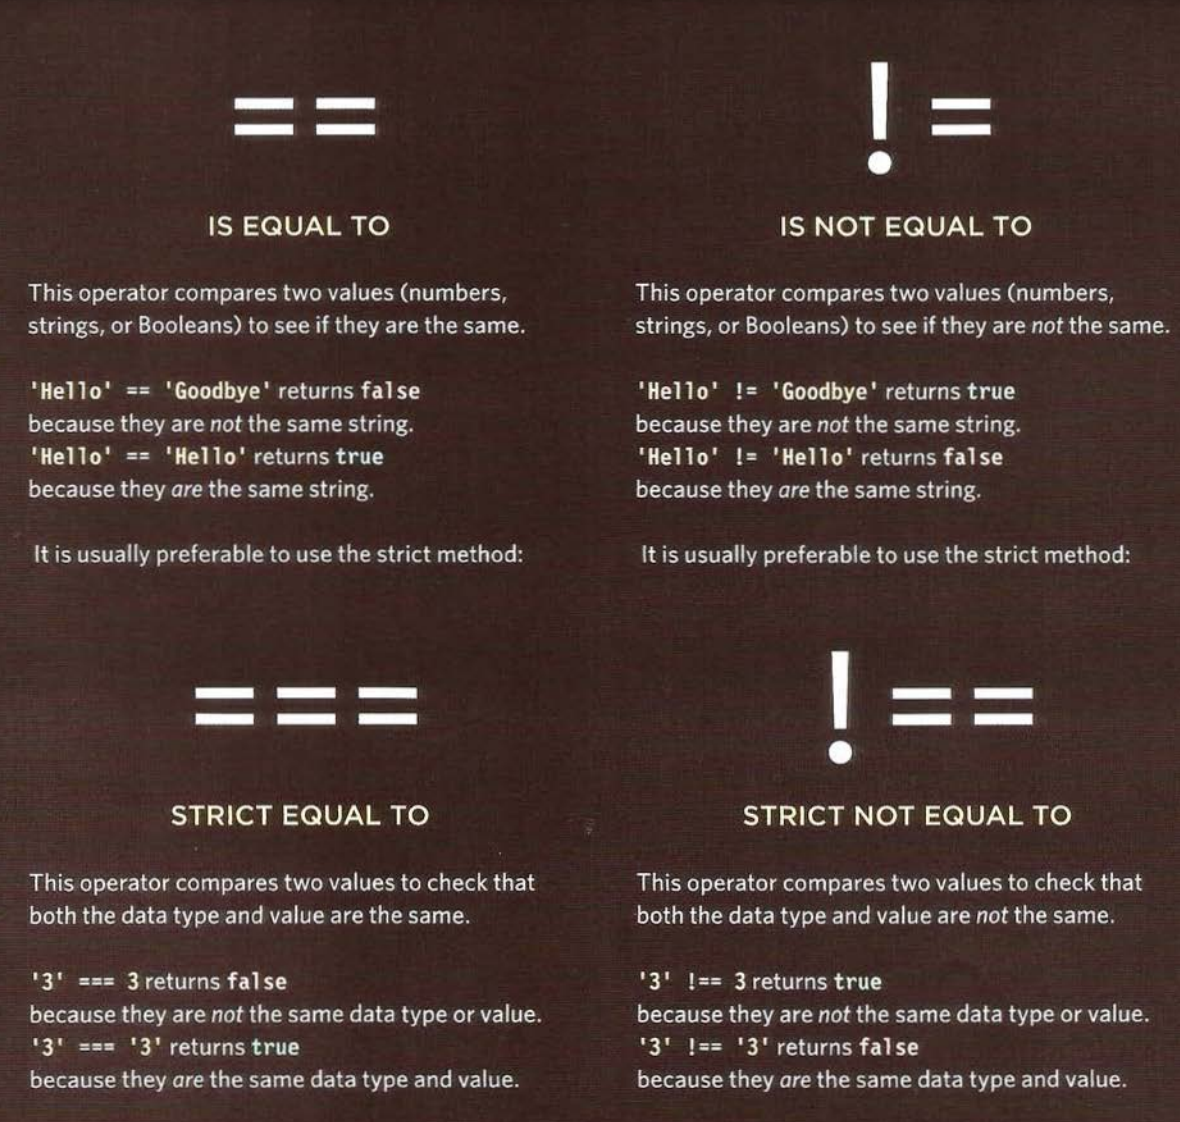 ==
IS EQUAL TO
This operator compares two values (numbers,
strings, or Booleans) to see if they are the same.
'Hello' == 'Goodbye' returns false
because they are not the same string.
'Hello' == 'Hello' returns true
because they are the same string.
It is usually preferable to use the strict method:
!=
IS NOT EQUAL TO
This operator compares two values (numbers,
strings, or Booleans) to see if they are not the same.
'Hello' != 'Goodbye' returns true
because they are not the same string.
'Hello' != 'Hello' returns false
because they are the same string.
It is usually preferable to use the strict method:
===
STRICT EQUAL TO
This operator compares two values to check that
both the data type and value are the same.
'3' === 3 returns false
because they are not the same data type or value.
'3' === '3' returns true
because they are the same data type and value.
!==
STRICT NOT EQUAL TO
This operator compares two values to check that
both the data type and value are not the same.
'3' !== 3 returns true
because they are not the same data type or value.
'3' !== '3' returns false
because they are the same data type and value.